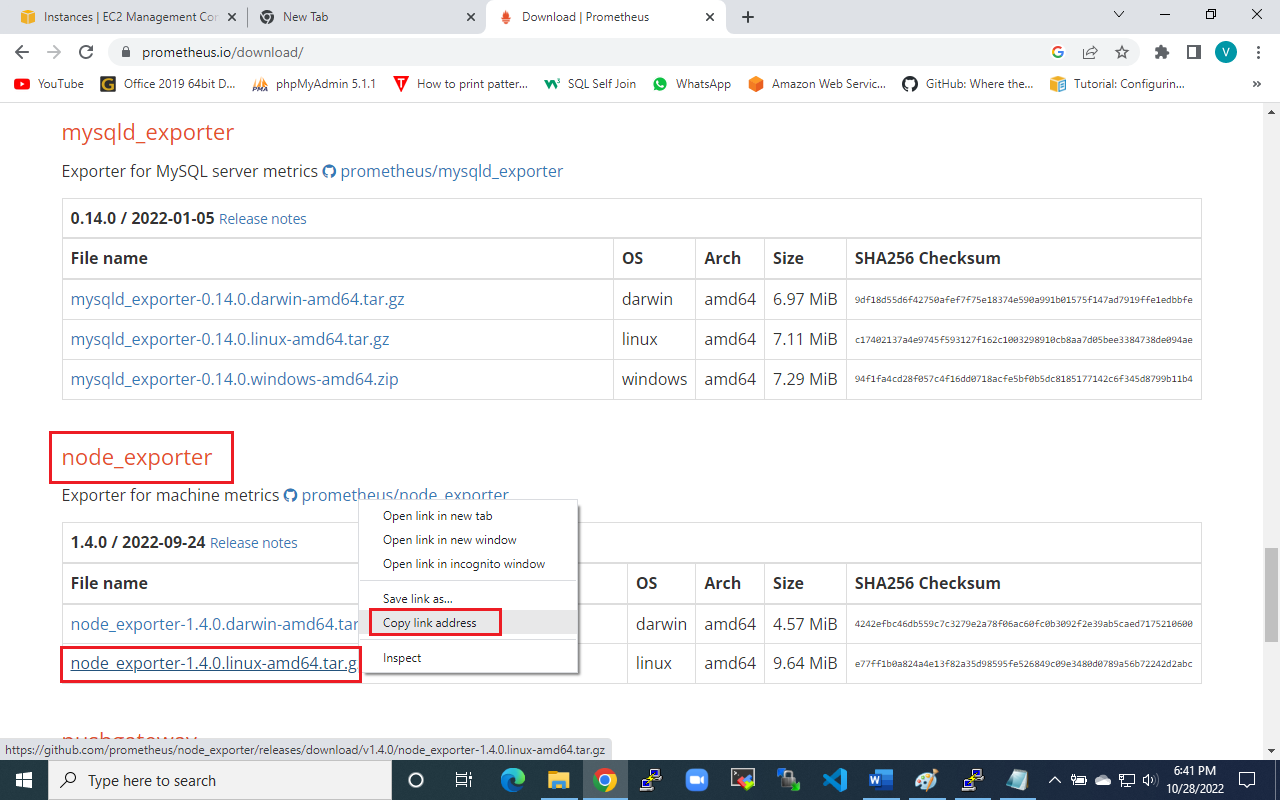 Instances | EC2 Management Con
New Tab
Download | Prometheus
prometheus.io/download/
V
YouTube
Office 2019 64bit D...
phpMyAdmin 5.1.1
How to print patter...
SQL Self Join
WhatsApp
Amazon Web Servic...
GitHub: Where the...
Tutorial: Configurin...
mysqld_exporter
Exporter for MySQL server metrics prometheus/mysqld_exporter
0.14.0 / 2022-01-05 Release notes
File name OS Arch Size SHA256 Checksum
mysqld_exporter-0.14.0.darwin-amd64.tar.gz darwin amd64 6.97 MiB 9df18d55d6f42750afef7f75e18374e590a991b01575f147ad7919ffe1edbbfe
mysqld_exporter-0.14.0.linux-amd64.tar.gz linux amd64 7.11 MiB c17402137a4e9745f593127f162c1003298910cb8aa7d05bee3384738de094ae
mysqld_exporter-0.14.0.windows-amd64.zip windows amd64 7.29 MiB 94f1fa4cd28f057c4f16dd0718acfe5bf0b5dc8185177142c6f345d8799b11b4
node_exporter
Exporter for machine metrics prometheus/node_exporter
1.4.0 / 2022-09-24 Release notes
File name OS Arch Size SHA256 Checksum
node_exporter-1.4.0.darwin-amd64.tar darwin amd64 4.57 MiB 4242efbc46db559c7c3279e2a78f06ac60fc0b3092f2e39ab5caed7175210600
node_exporter-1.4.0.linux-amd64.tar.g linux amd64 9.64 MiB e77ff1b0a824a4e13f82a35d98595fe526849c09e3480d0789a56b72242d2abc
Open link in new tab
Open link in new window
Open link in incognito window
Save link as...
Copy link address
Inspect
pushgateway
https://github.com/prometheus/node_exporter/releases/download/v1.4.0/node_exporter-1.4.0.linux-amd64.tar.gz
Type here to search
6:41 PM
10/28/2022